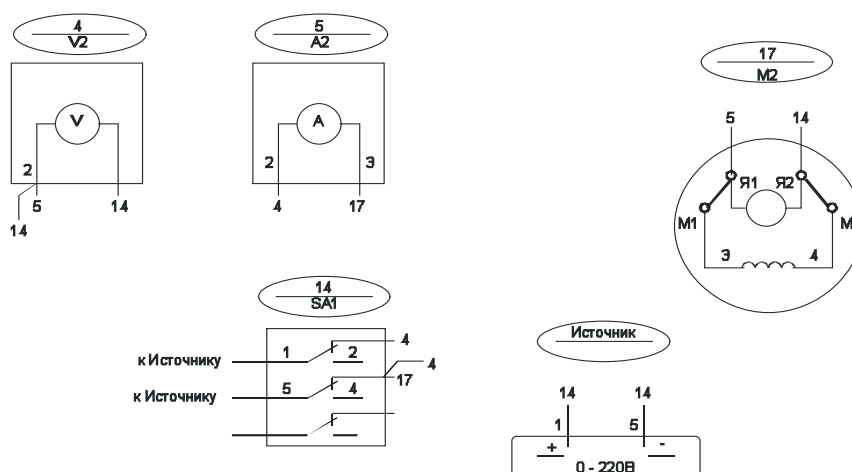 4
V2
5
A2
17
M2
V
A
5 14
2
2 3
Я1 Я2
5 14
4 17
14
M1 M
3 4
14
SA1
4
Источник
к Источнику 1 2
4
17
к Источнику 5 4
14 14
1 5
+ -
0 - 220В